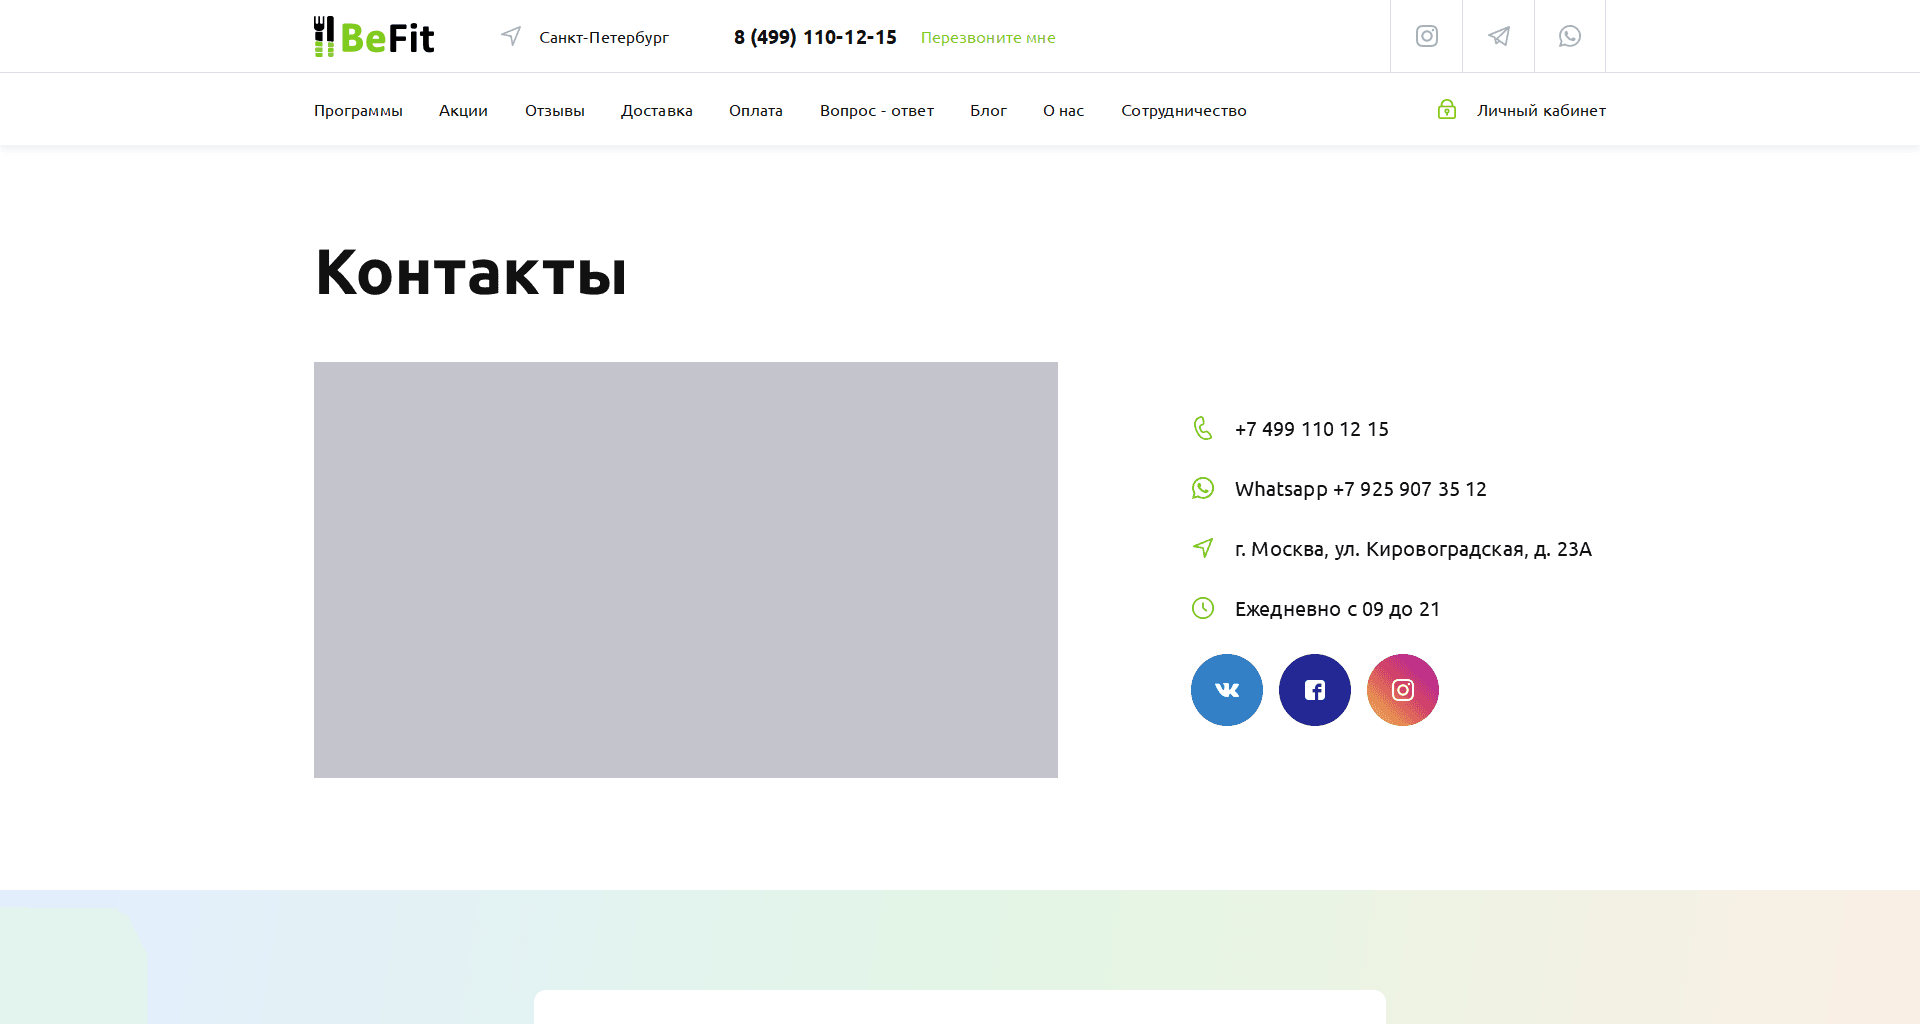 BeFit
Санкт-Петербург
8 (499) 110-12-15
Перезвоните мне
Программы
Акции
Отзывы
Доставка
Оплата
Вопрос - ответ
Блог
О нас
Сотрудничество
Личный кабинет
Контакты
+7 499 110 12 15
Whatsapp +7 925 907 35 12
г. Москва, ул. Кировоградская, д. 23А
Ежедневно с 09 до 21